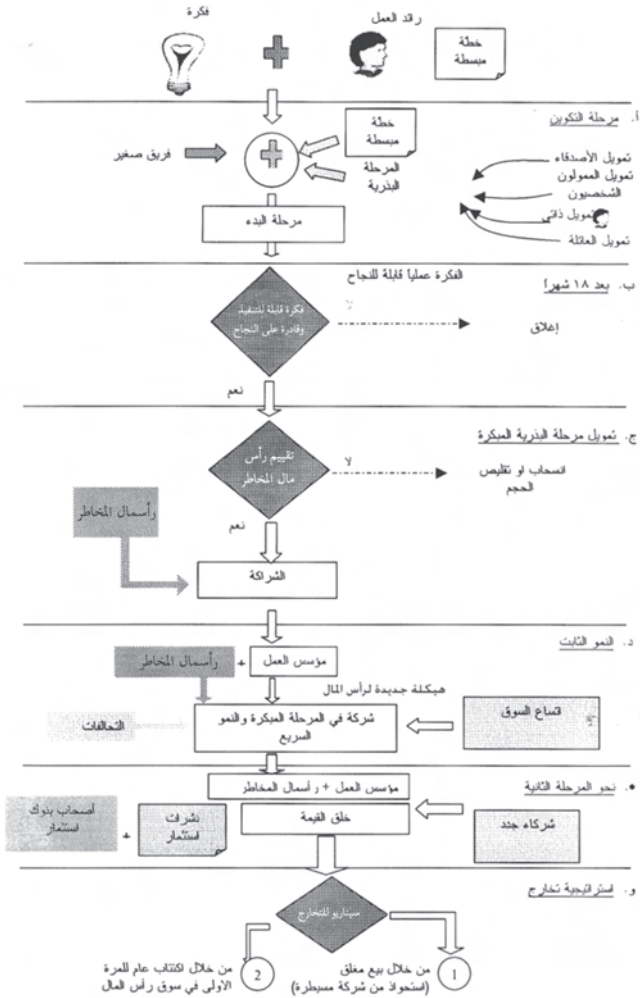 فكرة
رائد العمل
خطة
مبسطة
أ. مرحلة التكوين
خطة
مبسطة
فريق صغير
المرحلة
البذرية
تمويل الأصدقاء
تمويل الممولون
الشخصيون
تمويل ذاتي
تمويل العائلة
مرحلة البدء
ب. بعد ١٨ شهراً
الفكرة عملياً قابلة للنجاح
فكرة قابلة للتنفيذ
وقادرة على النجاح
لا
إغلاق
نعم
ج. تمويل مرحلة البذرية المبكرة
تقييم رأس
مال المخاطر
لا
انسحاب او تقليص
الحجم
نعم
رأسمال المخاطر
الشراكة
د. النمو الثابت
مؤسس العمل
+
رأسمال المخاطر
هيكلة جديدة لرأس المال
اتساع السوق
شركة في المرحلة المبكرة والنمو
السريع
التحالفات
ه. نحو المرحلة الثانية
مؤسس العمل + رأسمال المخاطر
خلق القيمة
شركاء جدد
نشرات
استثمار
+
أصحاب بنوك
استثمار
و. استراتيجية تخارج
سيناريو للتخارج
1
من خلال بيع مغلق
(استحواذ من شركة مسيطرة)
2
من خلال اكتتاب عام للمرة
الاولى في سوق رأس المال